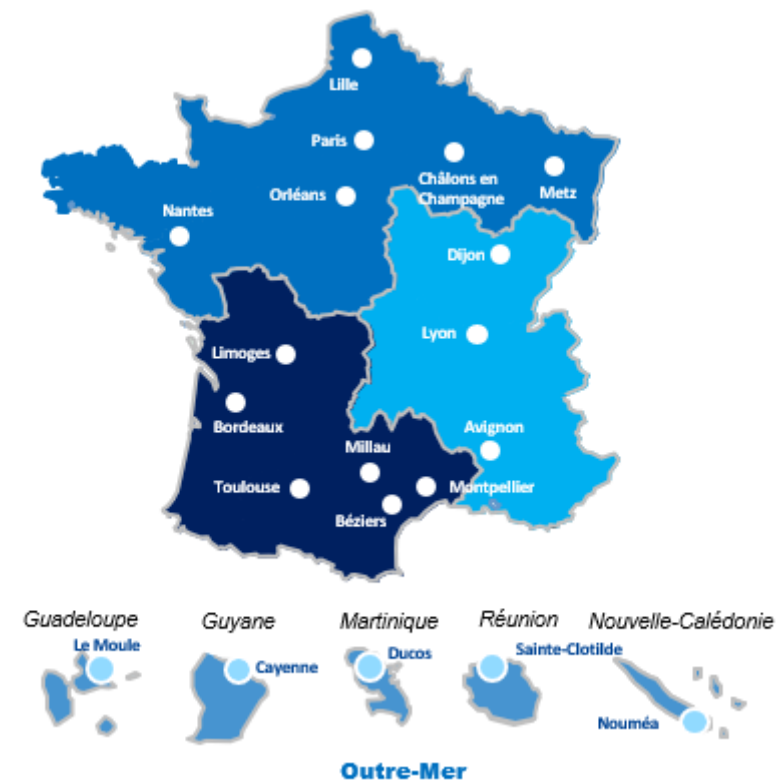 Lille
Paris
Châlons en
Champagne
Metz
Orléans
Nantes
Dijon
Lyon
Limoges
Bordeaux
Avignon
Millau
Toulouse
Montpellier
Béziers
Guadeloupe
Guyane
Martinique
Réunion
Nouvelle-Calédonie
Le Moule
Cayenne
Ducos
Sainte-Clotilde
Nouméa
Outre-Mer